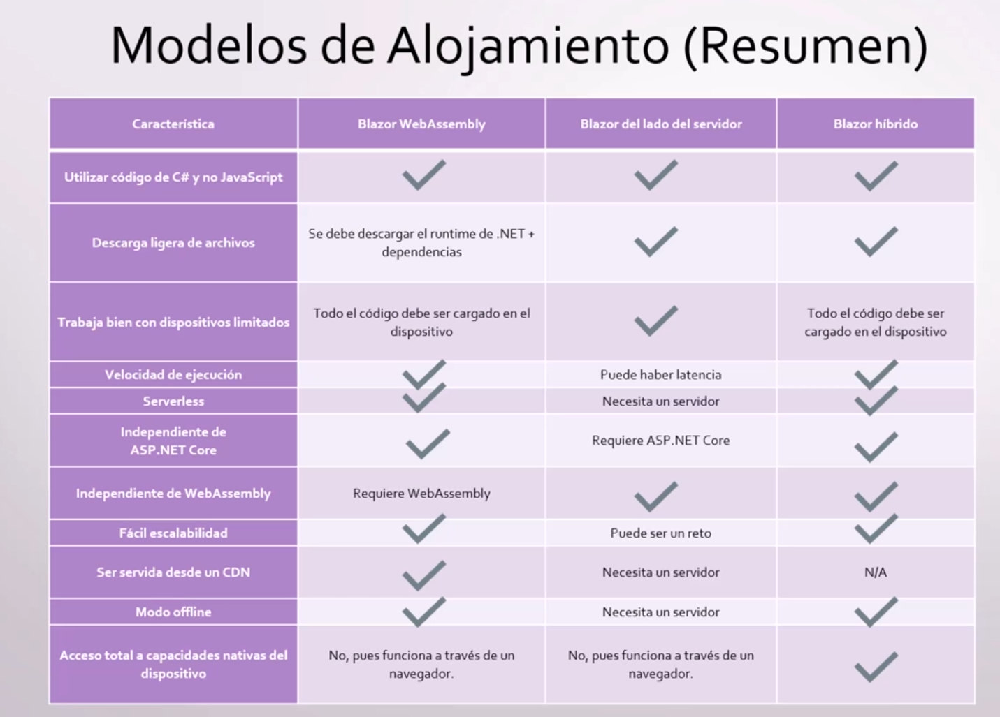 Modelos de Alojamiento (Resumen)
Característica
Blazor WebAssembly
Blazor del lado del servidor
Blazor híbrido
Utilizar código de C# y no JavaScript
Descarga ligera de archivos
Se debe descargar el runtime de .NET +
dependencias
Trabaja bien con dispositivos limitados
Todo el código debe ser cargado en el
dispositivo
Todo el código debe ser
cargado en el dispositivo
Velocidad de ejecución
Puede haber latencia
Serverless
Necesita un servidor
Independiente de
ASP.NET Core
Requiere ASP.NET Core
Independiente de WebAssembly
Requiere WebAssembly
Fácil escalabilidad
Puede ser un reto
Ser servida desde un CDN
Necesita un servidor
N/A
Modo offline
Necesita un servidor
Acceso total a capacidades nativas del
dispositivo
No, pues funciona a través de un
navegador.
No, pues funciona a través de un
navegador.